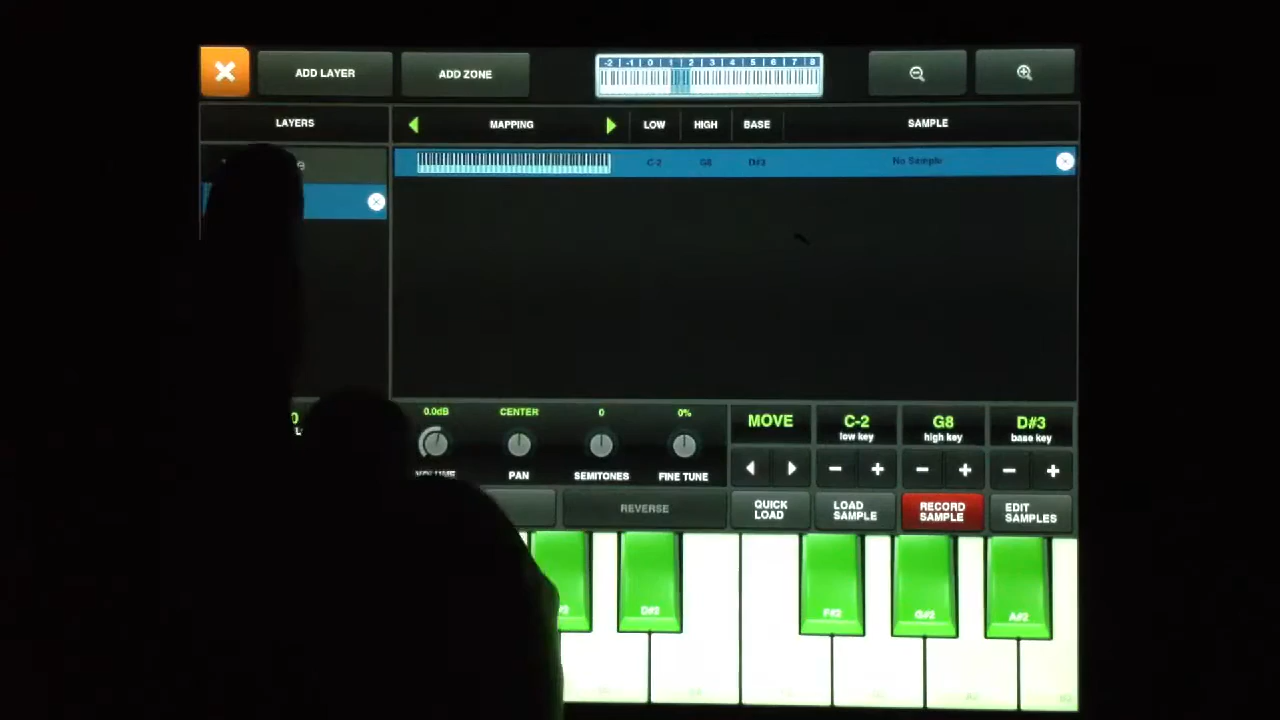 ADD LAYER
ADD ZONE
-2 -1 0 1 2 3 4 5 6 7 8
LAYERS
MAPPING
LOW
HIGH
BASE
SAMPLE
C-2
G8
D#3
No Sample
0.0dB
CENTER
0
0%
VOLUME
PAN
SEMITONES
FINE TUNE
MOVE
C-2
low key
G8
high key
D#3
base key
REVERSE
QUICK
LOAD
LOAD
SAMPLE
RECORD
SAMPLE
EDIT
SAMPLES
D#2
F#2
G#2
A#2